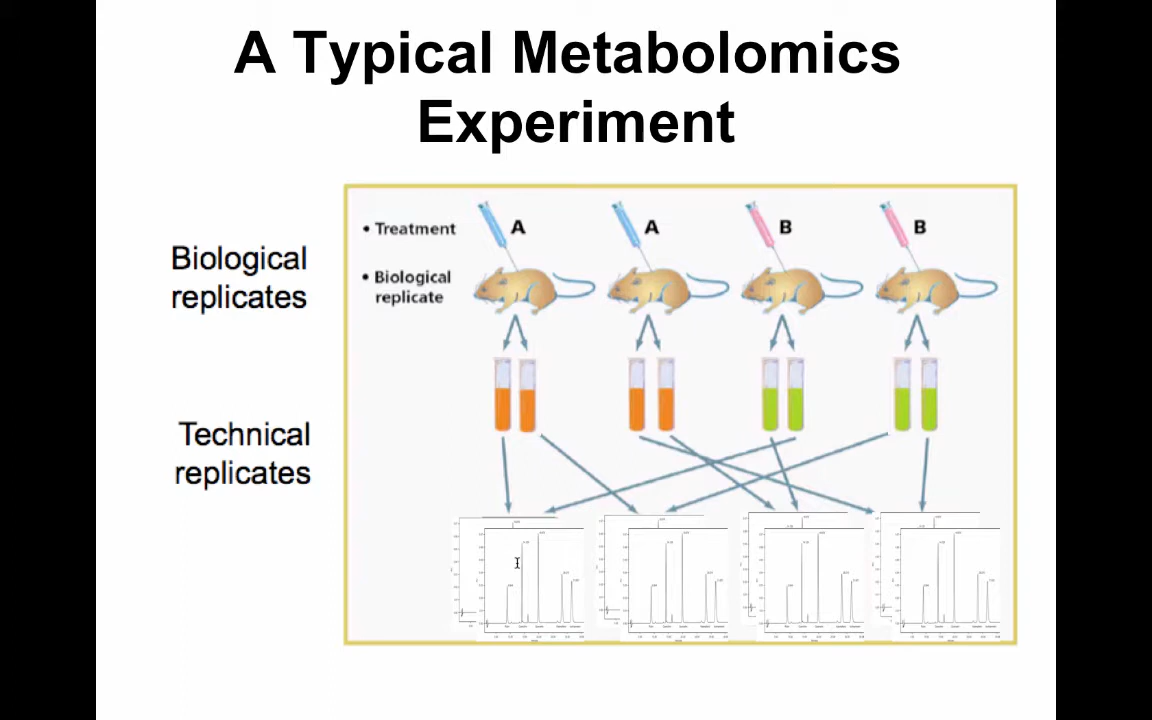 A Typical Metabolomics
Experiment
• Treatment
A
A
B
B
Biological
replicates
• Biological
replicate
Technical
replicates